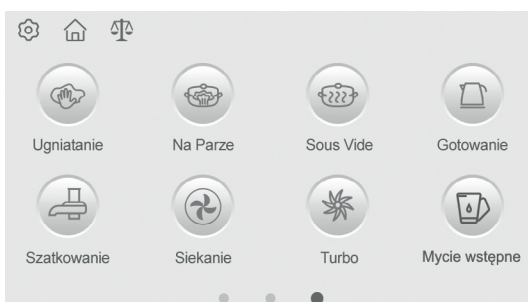 Ugniatanie
Na Parze
Sous Vide
Gotowanie
Szatkowanie
Siekanie
Turbo
Mycie wstępne